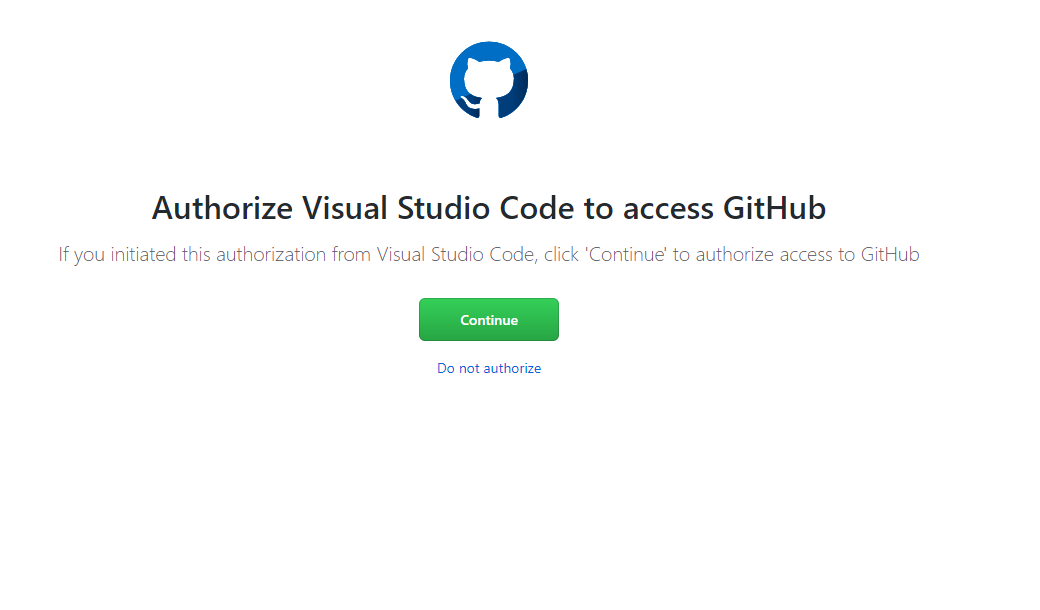 Authorize Visual Studio Code to access GitHub
If you initiated this authorization from Visual Studio Code, click 'Continue' to authorize access to GitHub
Continue
Do not authorize